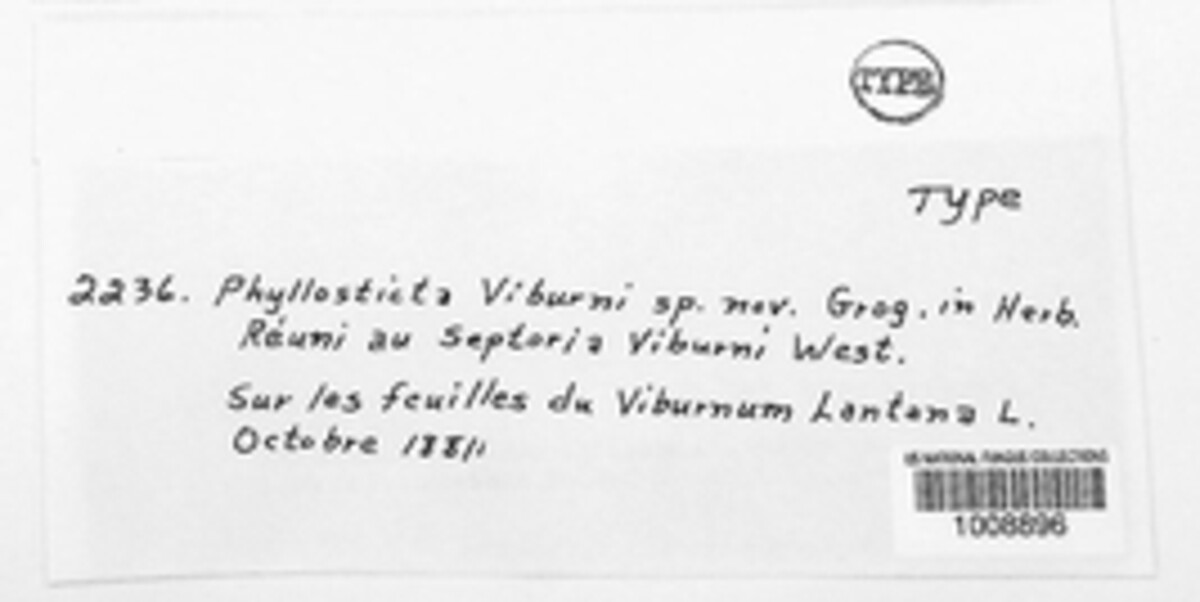 TYPE
Type
2236. Phyllosticta Viburni sp. nov. Grog. in Herb.
Réuni au Septoria Viburni West.
Sur les feuilles du Viburnum Lantana L.
Octobre
US NATIONAL FUNGUS COLLECTIONS
1008896